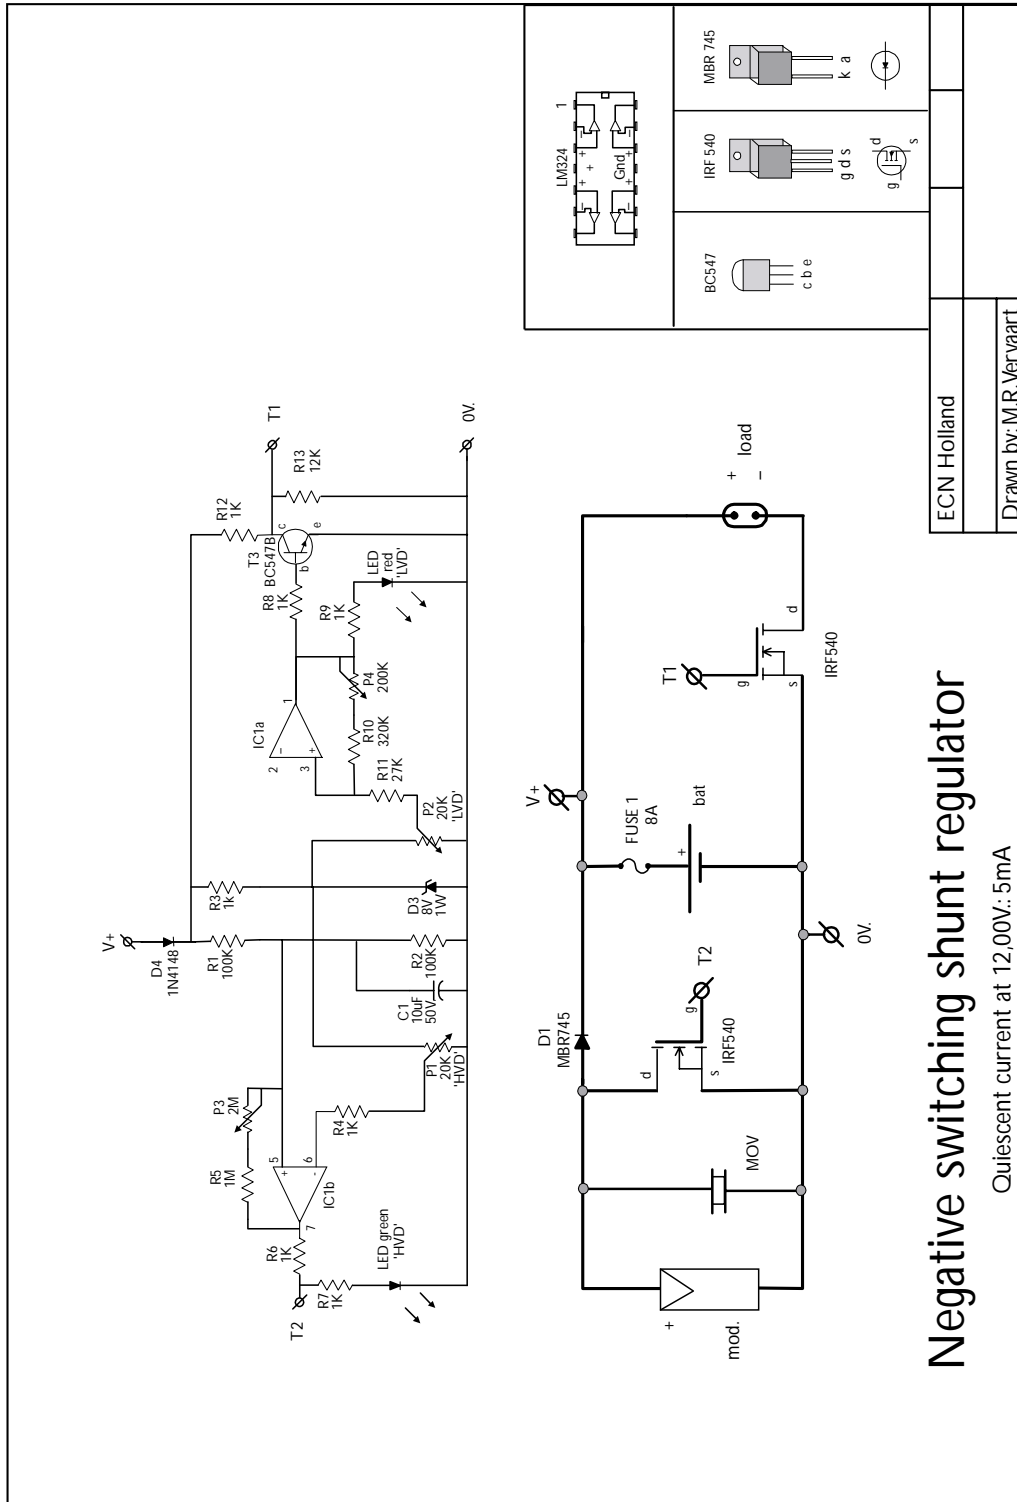 V+
D4
1N4148
R1
100K
R3
1k
R12
1K
T3
BC547B
c
b
e
T1
R13
12K
R8
1K
IC1a
2
3
1
–
+
P4
200K
R10
320K
R9
1K
LED
red
'LVD'
R11
27K
P2
20K
'LVD'
D3
8V
1W
R2
100K
C1
10uF
50V
P1
20K
'HVD'
P3
2M
R5
1M
R4
1K
5
6
7
+
-
IC1b
R6
1K
T2
R7
1K
LED green
'HVD'
0V.
V+
D1
MBR745
FUSE 1
8A
bat
+
T1
g
s
d
IRF540
load
+
–
T2
g
d
s
IRF540
MOV
mod.
+
0V.
LM324
1
– + + + –
– + Gnd + –
BC547
c b e
IRF 540
g d s
g
d
s
MBR 745
k a
ECN Holland
Drawn by: M.R.Vervaart
Negative switching shunt regulator
Quiescent current at 12,00V.: 5mA